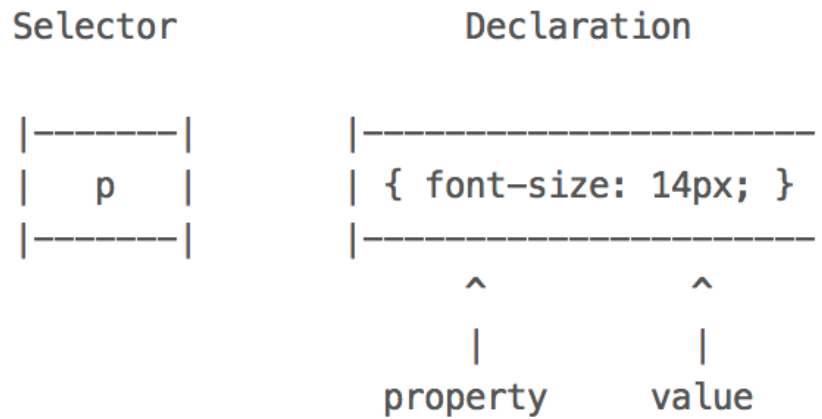 Selector Declaration
|-------| |----------------------
| p | | { font-size: 14px; }
|-------| |----------------------
^ ^
| |
property value